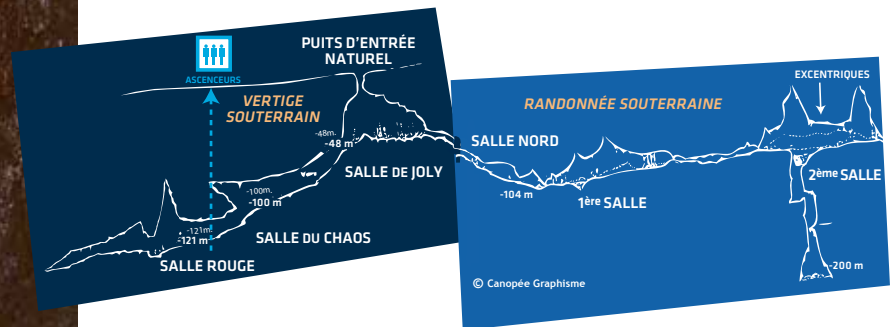 ASCENCEURS
PUITS D'ENTRÉE
NATUREL
VERTIGE
SOUTERRAIN
-48m.
-48 m
SALLE DE JOLY
-100m.
-100 m
-121m.
-121 m
SALLE DU CHAOS
SALLE ROUGE
RANDONNÉE SOUTERRAINE
EXCENTRIQUES
SALLE NORD
-104 m
1ère SALLE
2ème SALLE
-200 m
© Canopée Graphisme